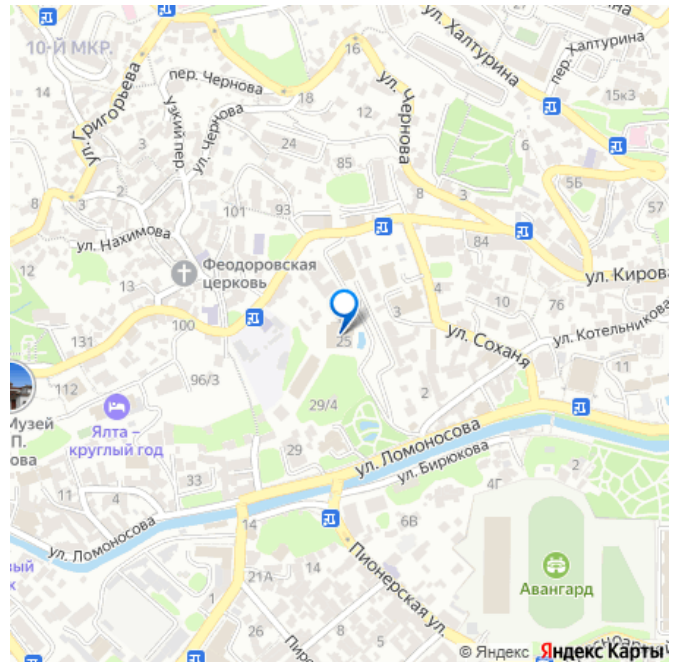 10-Й МКР.
14
ул. Григорьева
пер. Чернова
16
ул. Халтурина
пер. Халтурина
15к3
узкий пер.
ул. Чернова
18
12
ул. Чернова
24
6
3
85
2
8
8
5Б
57
3
101
93
ул. Нахимова
84
12
Феодоровская
церковь
ул. Кирова
13
4
10
76
3
100
ул. Котельникова
131
25
ул. Соханя
112
96/3
2
Музей
П.
ова
Ялта –
круглый год
29/4
ул. Ломоносова
29
ул. Бирюкова
33
2
11
4
4Г
ул. Ломоносова
14
6В
Авангард
21А
14
Пионерская ул.
26
8
5
© Яндекс
Яндекс Карты